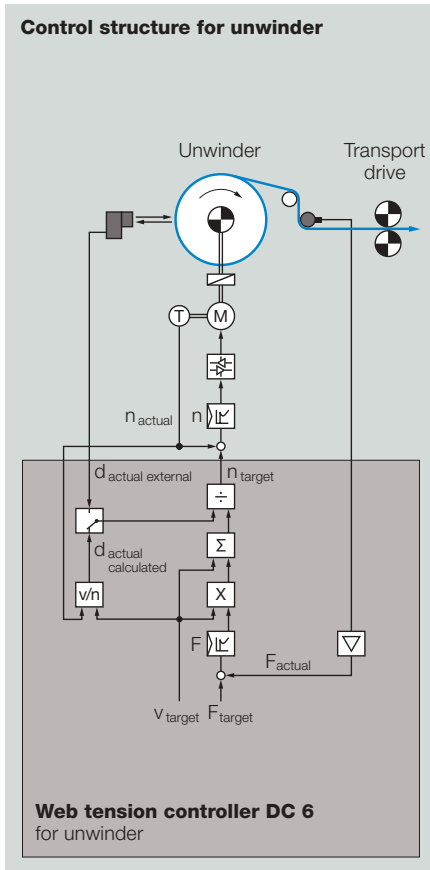 Control structure for unwinder
Unwinder
Transport
drive
T
M
n actual
n
d actual external
n target
÷
Σ
d actual
calculated
v/n
X
F
F actual
v target
F target
Web tension controller DC 6
for unwinder